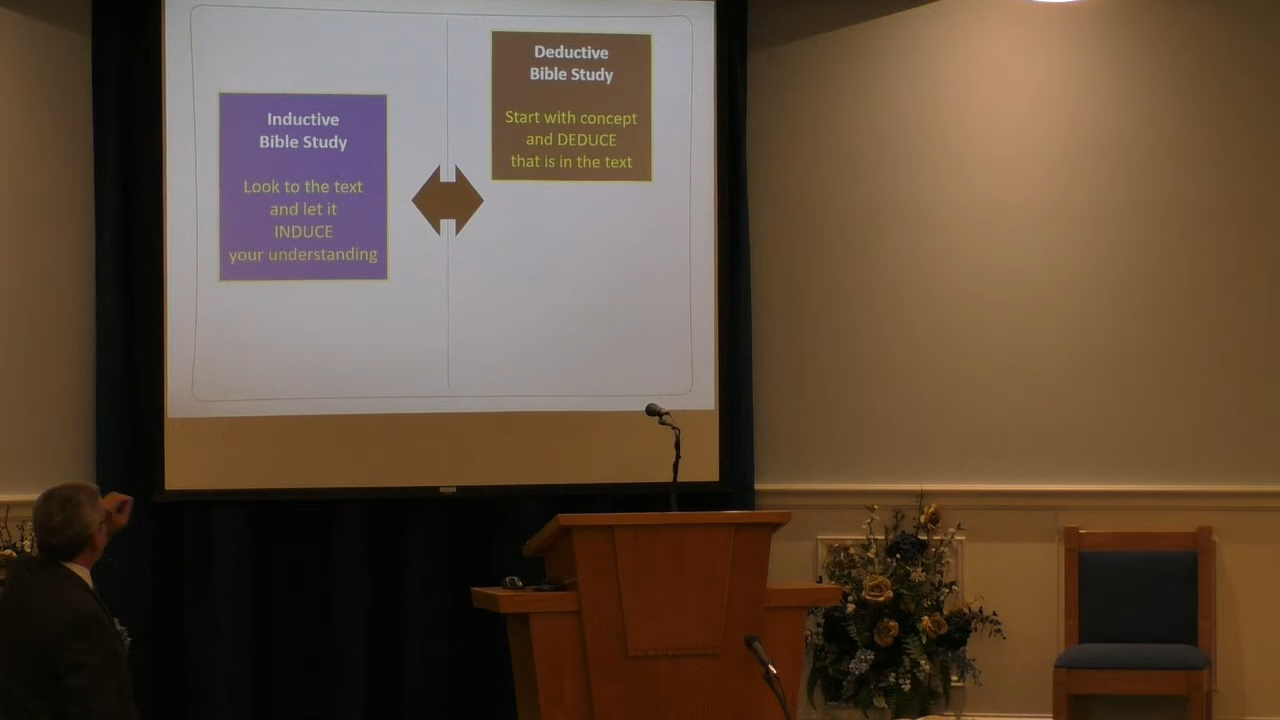 Inductive
Bible Study
Look to the text
and let it
INDUCE
your understanding
Deductive
Bible Study
Start with concept
and DEDUCE
that is in the text